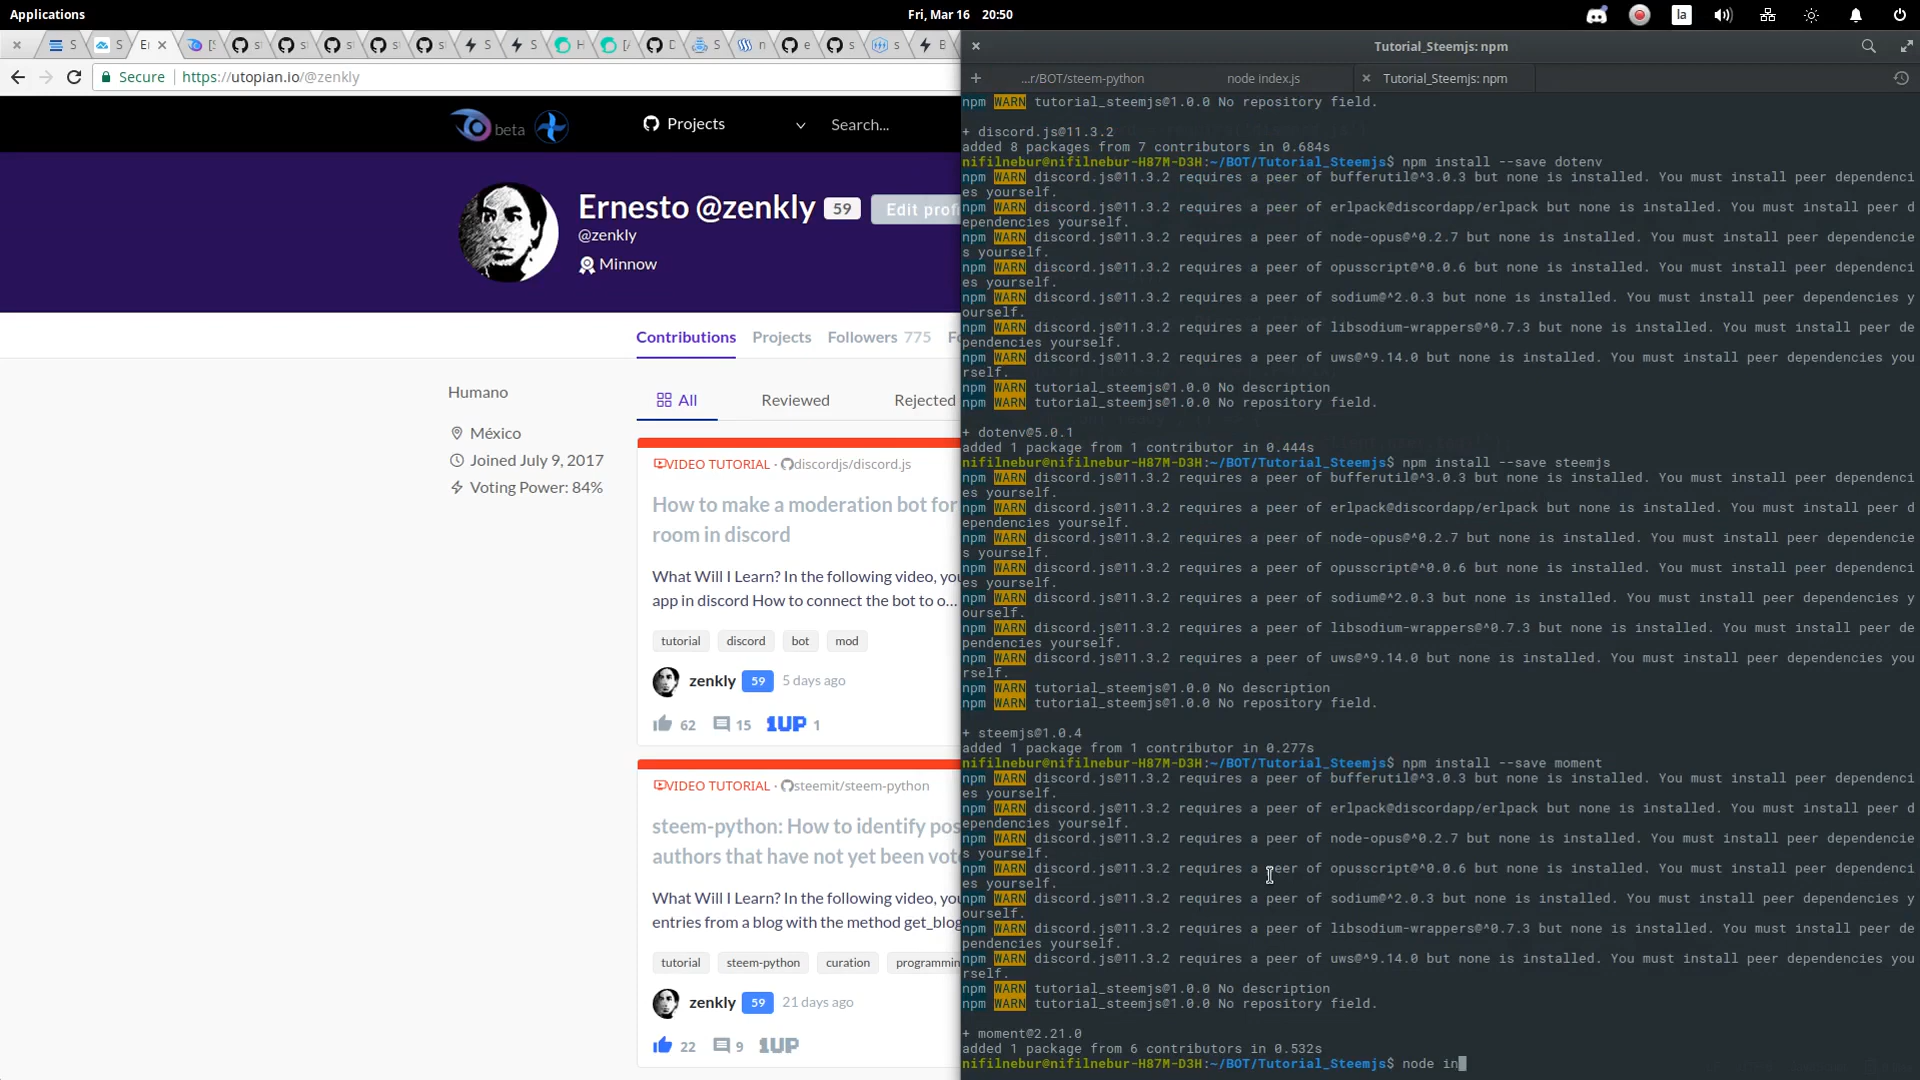 Applications
Fri, Mar 16 20:50
la
Secure
https://utopian.io/@zenkly
beta
Projects
Search...
Ernesto @zenkly 59
@zenkly
Minnow
Contributions Projects Followers 775
Humano
México
Joined July 9, 2017
Voting Power: 84%
All Reviewed Rejected
VIDEO TUTORIAL · discordjs/discord.js
How to make a moderation bot for
room in discord
What Will I Learn? In the following video, you
app in discord How to connect the bot to o...
tutorial discord bot mod
zenkly 59 5 days ago
62 15 1UP 1
VIDEO TUTORIAL · steemit/steem-python
steem-python: How to identify pos
authors that have not yet been vot
What Will I Learn? In the following video, you
entries from a blog with the method get_blog
tutorial steem-python curation programmin
zenkly 59 21 days ago
22 9 1UP
Tutorial_Steemjs: npm
...r/BOT/steem-python node index.js Tutorial_Steemjs: npm
npm WARN tutorial_steemjs@1.0.0 No repository field.
+ discord.js@11.3.2
added 8 packages from 7 contributors in 0.684s
nifilnebur@nifilnebur-H87M-D3H:~/BOT/Tutorial_Steemjs$ npm install --save dotenv
npm WARN discord.js@11.3.2 requires a peer of bufferutil@^3.0.3 but none is installed. You must install peer dependenci
es yourself.
npm WARN discord.js@11.3.2 requires a peer of erlpack@discordapp/erlpack but none is installed. You must install peer d
ependencies yourself.
npm WARN discord.js@11.3.2 requires a peer of node-opus@^0.2.7 but none is installed. You must install peer dependencie
s yourself.
npm WARN discord.js@11.3.2 requires a peer of opusscript@^0.0.6 but none is installed. You must install peer dependenci
es yourself.
npm WARN discord.js@11.3.2 requires a peer of sodium@^2.0.3 but none is installed. You must install peer dependencies y
ourself.
npm WARN discord.js@11.3.2 requires a peer of libsodium-wrappers@^0.7.3 but none is installed. You must install peer de
pendencies yourself.
npm WARN discord.js@11.3.2 requires a peer of uws@^9.14.0 but none is installed. You must install peer dependencies you
rself.
npm WARN tutorial_steemjs@1.0.0 No description
npm WARN tutorial_steemjs@1.0.0 No repository field.
+ dotenv@5.0.1
added 1 package from 1 contributor in 0.444s
nifilnebur@nifilnebur-H87M-D3H:~/BOT/Tutorial_Steemjs$ npm install --save steemjs
npm WARN discord.js@11.3.2 requires a peer of bufferutil@^3.0.3 but none is installed. You must install peer dependenci
es yourself.
npm WARN discord.js@11.3.2 requires a peer of erlpack@discordapp/erlpack but none is installed. You must install peer d
ependencies yourself.
npm WARN discord.js@11.3.2 requires a peer of node-opus@^0.2.7 but none is installed. You must install peer dependencie
s yourself.
npm WARN discord.js@11.3.2 requires a peer of opusscript@^0.0.6 but none is installed. You must install peer dependenci
es yourself.
npm WARN discord.js@11.3.2 requires a peer of sodium@^2.0.3 but none is installed. You must install peer dependencies y
ourself.
npm WARN discord.js@11.3.2 requires a peer of libsodium-wrappers@^0.7.3 but none is installed. You must install peer de
pendencies yourself.
npm WARN discord.js@11.3.2 requires a peer of uws@^9.14.0 but none is installed. You must install peer dependencies you
rself.
npm WARN tutorial_steemjs@1.0.0 No description
npm WARN tutorial_steemjs@1.0.0 No repository field.
+ steemjs@1.0.4
added 1 package from 1 contributor in 0.277s
nifilnebur@nifilnebur-H87M-D3H:~/BOT/Tutorial_Steemjs$ npm install --save moment
npm WARN discord.js@11.3.2 requires a peer of bufferutil@^3.0.3 but none is installed. You must install peer dependenci
es yourself.
npm WARN discord.js@11.3.2 requires a peer of erlpack@discordapp/erlpack but none is installed. You must install peer d
ependencies yourself.
npm WARN discord.js@11.3.2 requires a peer of node-opus@^0.2.7 but none is installed. You must install peer dependencie
s yourself.
npm WARN discord.js@11.3.2 requires a peer of opusscript@^0.0.6 but none is installed. You must install peer dependenci
es yourself.
npm WARN discord.js@11.3.2 requires a peer of sodium@^2.0.3 but none is installed. You must install peer dependencies y
ourself.
npm WARN discord.js@11.3.2 requires a peer of libsodium-wrappers@^0.7.3 but none is installed. You must install peer de
pendencies yourself.
npm WARN discord.js@11.3.2 requires a peer of uws@^9.14.0 but none is installed. You must install peer dependencies you
rself.
npm WARN tutorial_steemjs@1.0.0 No description
npm WARN tutorial_steemjs@1.0.0 No repository field.
+ moment@2.21.0
added 1 package from 6 contributors in 0.532s
nifilnebur@nifilnebur-H87M-D3H:~/BOT/Tutorial_Steemjs$ node in